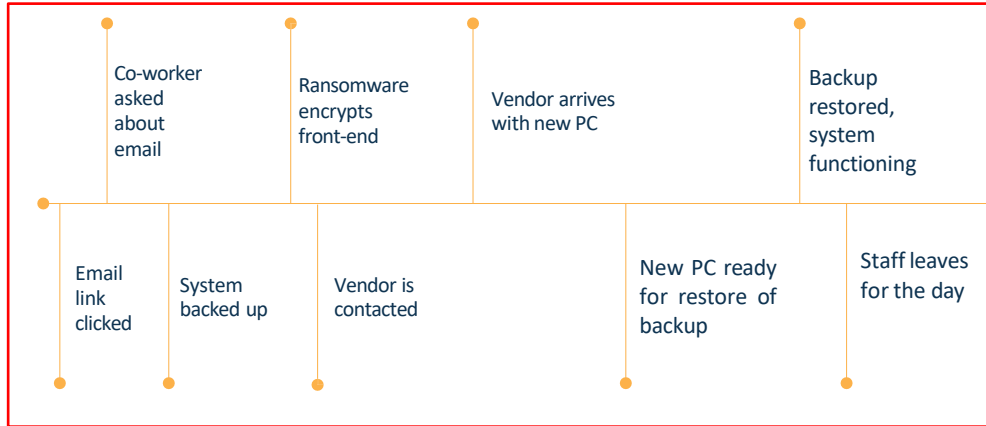 Co-worker
asked
about
email
Ransomware
encrypts
front-end
Vendor arrives
with new PC
Backup
restored,
system
functioning
Email
link
clicked
System
backed up
Vendor is
contacted
New PC ready
for restore of
backup
Staff leaves
for the day